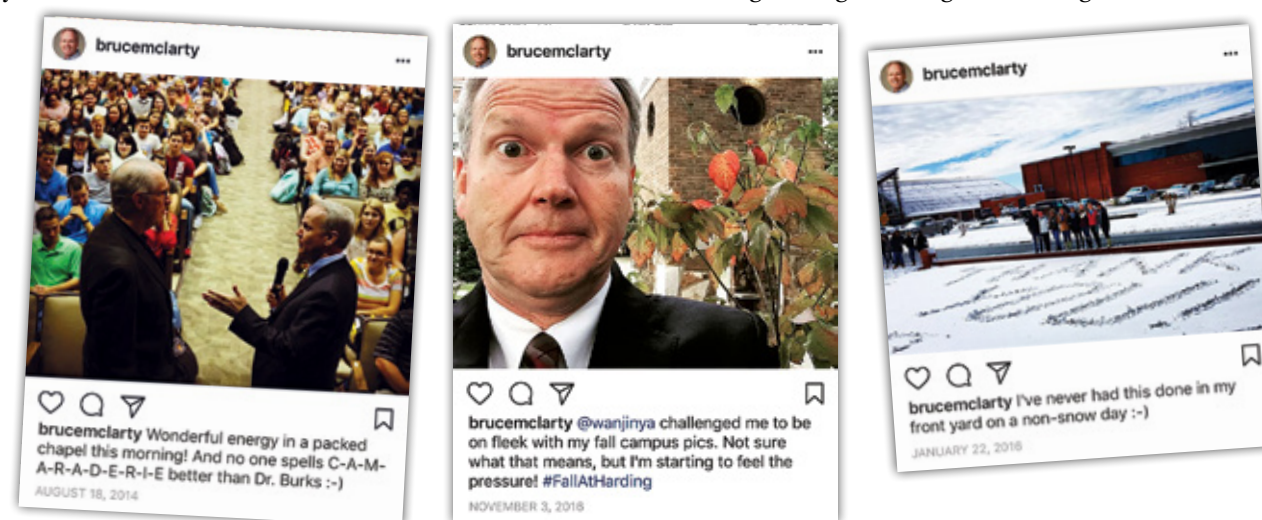 brucemclarty
brucemclarty Wonderful energy in a packed
chapel this morning! And no one spells C-A-M-
A-R-A-D-E-R-I-E better than Dr. Burks :-)
AUGUST 18, 2014
brucemclarty
brucemclarty @wanjinya challenged me to be
on fleek with my fall campus pics. Not sure
what that means, but I'm starting to feel the
pressure! #FallAtHarding
NOVEMBER 3, 2016
brucemclarty
THANK
YOU
brucemclarty I've never had this done in my
front yard on a non-snow day :-)
JANUARY 22, 2016